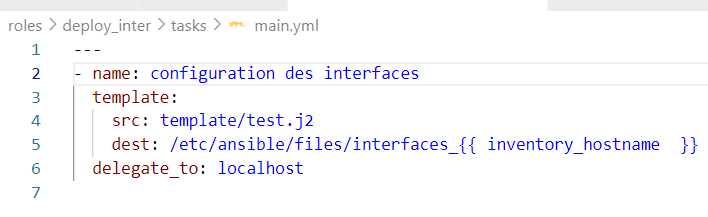 roles > deploy_inter > tasks > main.yml
1 ---
2 - name: configuration des interfaces
3   template:
4     src: template/test.j2
5     dest: /etc/ansible/files/interfaces_{{ inventory_hostname  }}
6   delegate_to: localhost
7